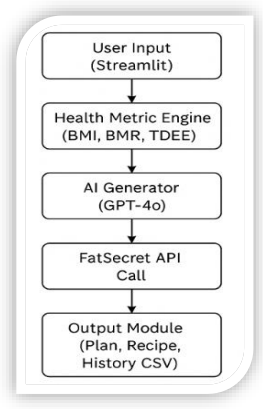 User Input
(Streamlit)
Health Metric Engine
(BMI, BMR, TDEE)
AI Generator
(GPT-4o)
FatSecret API
Call
Output Module
(Plan, Recipe,
History CSV)